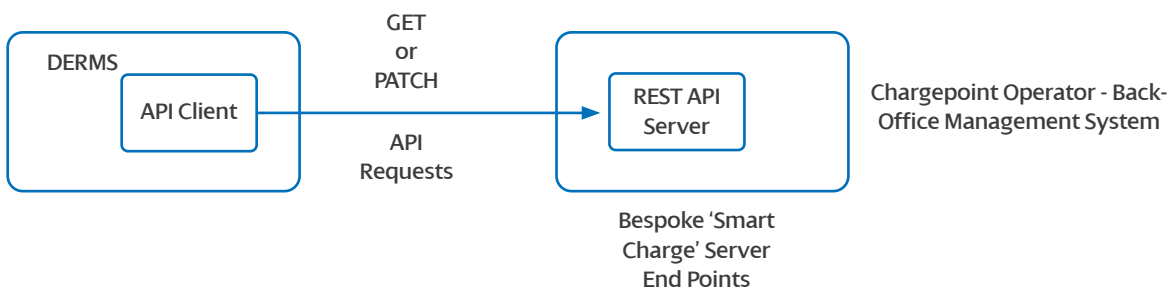 GET
or
PATCH
DERMS
API Client
API
Requests
REST API
Server
Chargepoint Operator - Back-
Office Management System
Bespoke ‘Smart
Charge’ Server
End Points